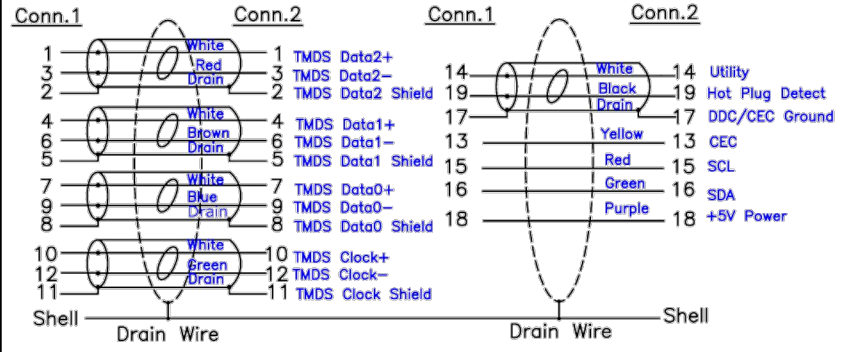 Conn.1 Conn.2
1 White 1 TMDS Data2+
3 Red 3 TMDS Data2-
2 Drain 2 TMDS Data2 Shield
4 White 4 TMDS Data1+
6 Brown 6 TMDS Data1-
5 Drain 5 TMDS Data1 Shield
7 White 7 TMDS Data0+
9 Blue 9 TMDS Data0-
8 Drain 8 TMDS Data0 Shield
10 White 10 TMDS Clock+
12 Green 12 TMDS Clock-
11 Drain 11 TMDS Clock Shield
Shell
Drain Wire
Conn.1 Conn.2
14 White 14 Utility
19 Black 19 Hot Plug Detect
17 Drain 17 DDC/CEC Ground
13 Yellow 13 CEC
15 Red 15 SCL
16 Green 16 SDA
18 Purple 18 +5V Power
Shell
Drain Wire